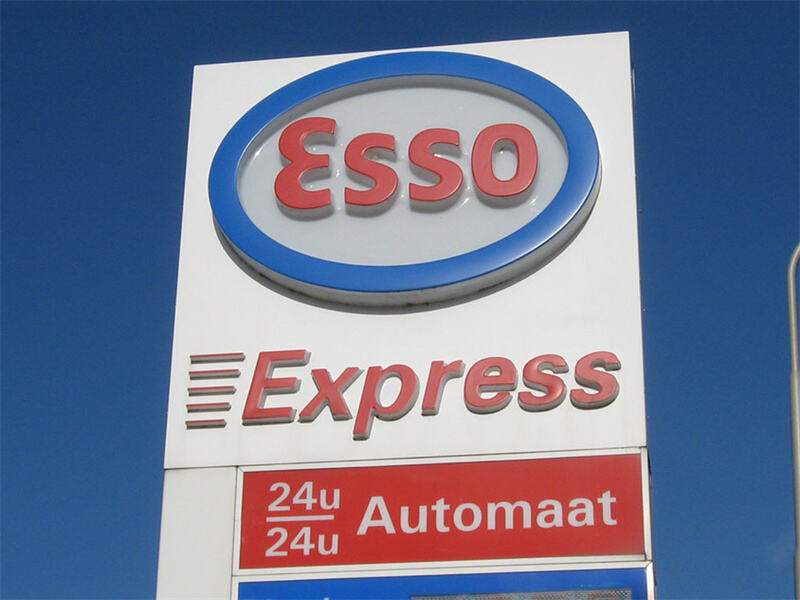 Esso
Express
24u
24u Automaat